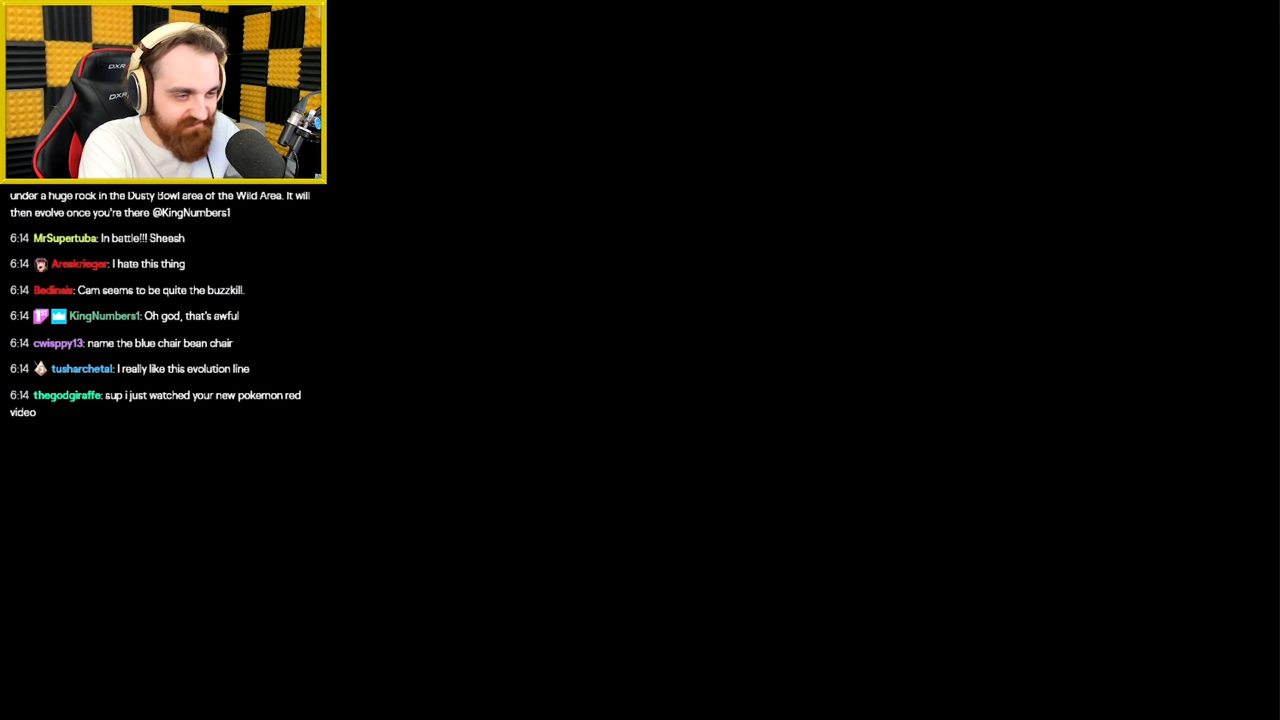 DXR
DXR
under a huge rock in the Dusty Bowl area of the Wild Area. It will
then evolve once you're there @KingNumbers1
6:14 MrSupertuba: In battle!!! Sheesh
6:14 Areskrieger: I hate this thing
6:14 Bedinsis: Cam seems to be quite the buzzkill.
6:14 1ST KingNumbers1: Oh god, that's awful
6:14 cwisppy13: name the blue chair bean chair
6:14 tusharchetal: I really like this evolution line
6:14 thegodgiraffe: sup i just watched your new pokemon red
video